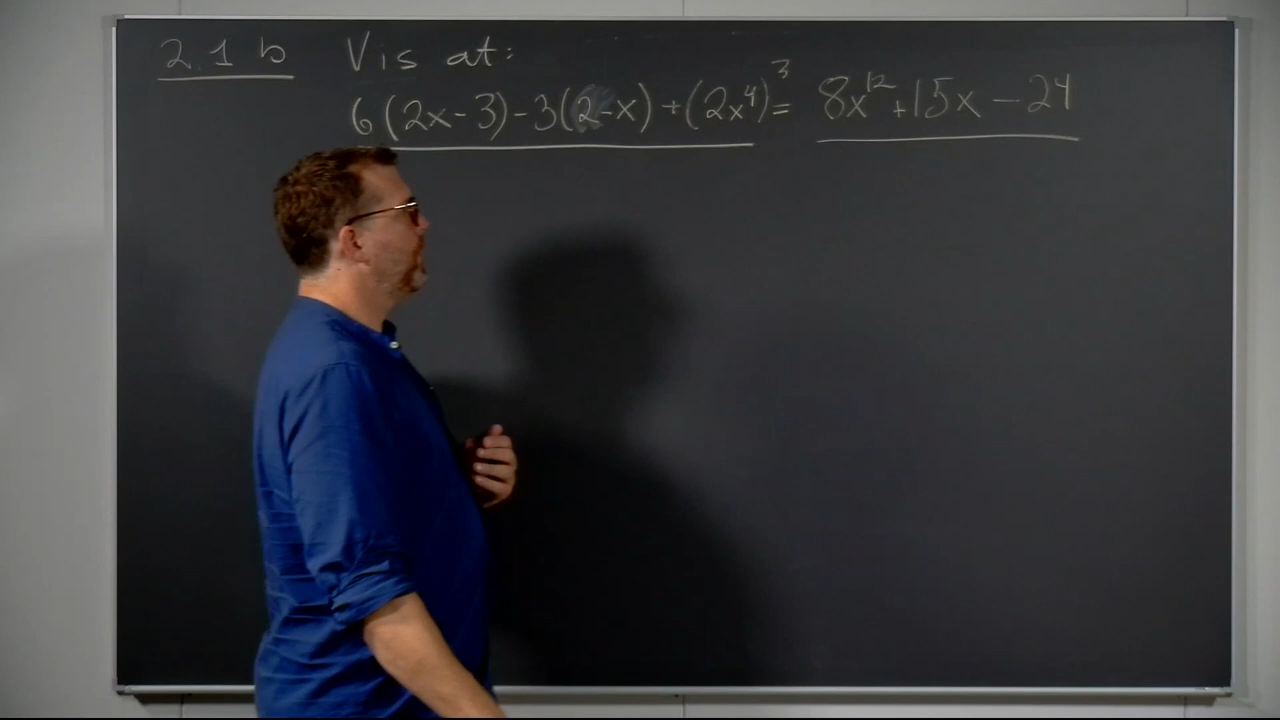 2.1 b Vis at:
6(2x-3)-3(2-x)+(2x⁴)³= 8x¹²+15x-24